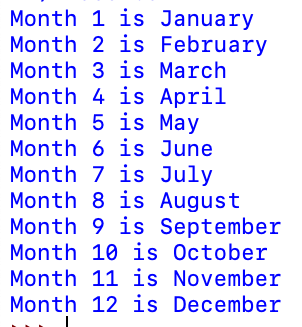 Month 1 is January
Month 2 is February
Month 3 is March
Month 4 is April
Month 5 is May
Month 6 is June
Month 7 is July
Month 8 is August
Month 9 is September
Month 10 is October
Month 11 is November
Month 12 is December